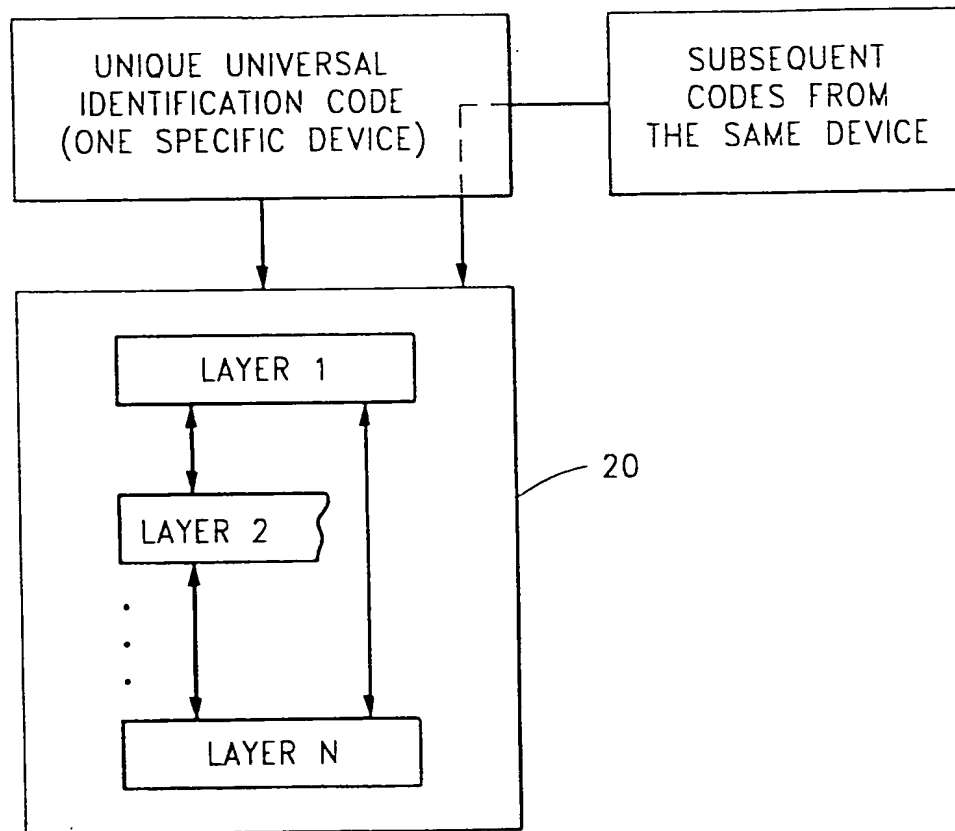 UNIQUE UNIVERSAL
IDENTIFICATION CODE
(ONE SPECIFIC DEVICE)
SUBSEQUENT
CODES FROM
THE SAME DEVICE
LAYER 1
20
LAYER 2
LAYER N